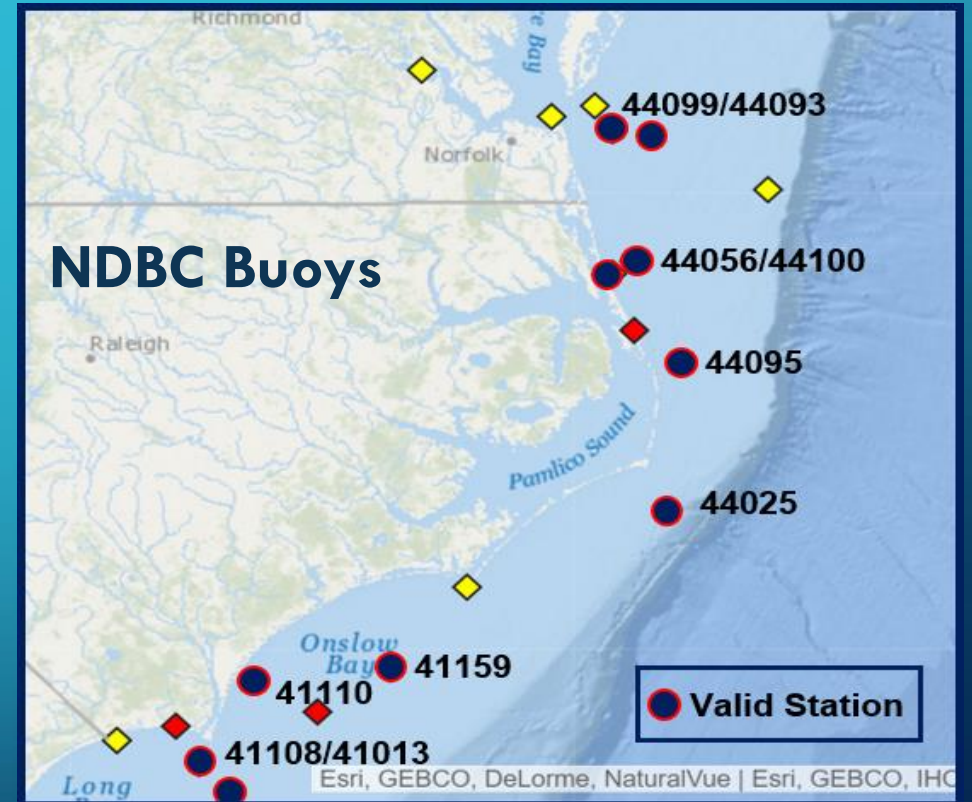 Richmond
e Bay
44099/44093
Norfolk
NDBC Buoys
44056/44100
Raleigh
44095
Pamlico Sound
44025
Onslow
Bay
41159
41110
Valid Station
41108/41013
Long
Esri, GEBCO, DeLorme, NaturalVue | Esri, GEBCO, IHO